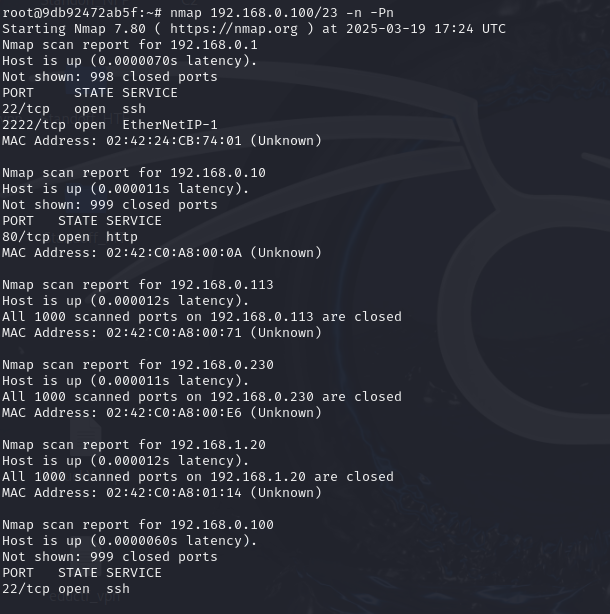 root@9db92472ab5f:~# nmap 192.168.0.100/23 -n -Pn
Starting Nmap 7.80 ( https://nmap.org ) at 2025-03-19 17:24 UTC
Nmap scan report for 192.168.0.1
Host is up (0.0000070s latency).
Not shown: 998 closed ports
PORT     STATE SERVICE
22/tcp   open  ssh
2222/tcp open  EtherNetIP-1
MAC Address: 02:42:24:CB:74:01 (Unknown)

Nmap scan report for 192.168.0.10
Host is up (0.000011s latency).
Not shown: 999 closed ports
PORT   STATE SERVICE
80/tcp open  http
MAC Address: 02:42:C0:A8:00:0A (Unknown)

Nmap scan report for 192.168.0.113
Host is up (0.000012s latency).
All 1000 scanned ports on 192.168.0.113 are closed
MAC Address: 02:42:C0:A8:00:71 (Unknown)

Nmap scan report for 192.168.0.230
Host is up (0.000011s latency).
All 1000 scanned ports on 192.168.0.230 are closed
MAC Address: 02:42:C0:A8:00:E6 (Unknown)

Nmap scan report for 192.168.1.20
Host is up (0.000012s latency).
All 1000 scanned ports on 192.168.1.20 are closed
MAC Address: 02:42:C0:A8:01:14 (Unknown)

Nmap scan report for 192.168.0.100
Host is up (0.0000060s latency).
Not shown: 999 closed ports
PORT   STATE SERVICE
22/tcp open  ssh